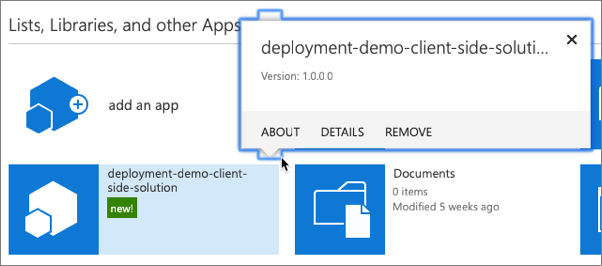 Lists, Libraries, and other Apps
deployment-demo-client-side-soluti...
Version: 1.0.0.0
ABOUT DETAILS REMOVE
add an app
deployment-demo-client-
side-solution
new!
Documents
0 items
Modified 5 weeks ago